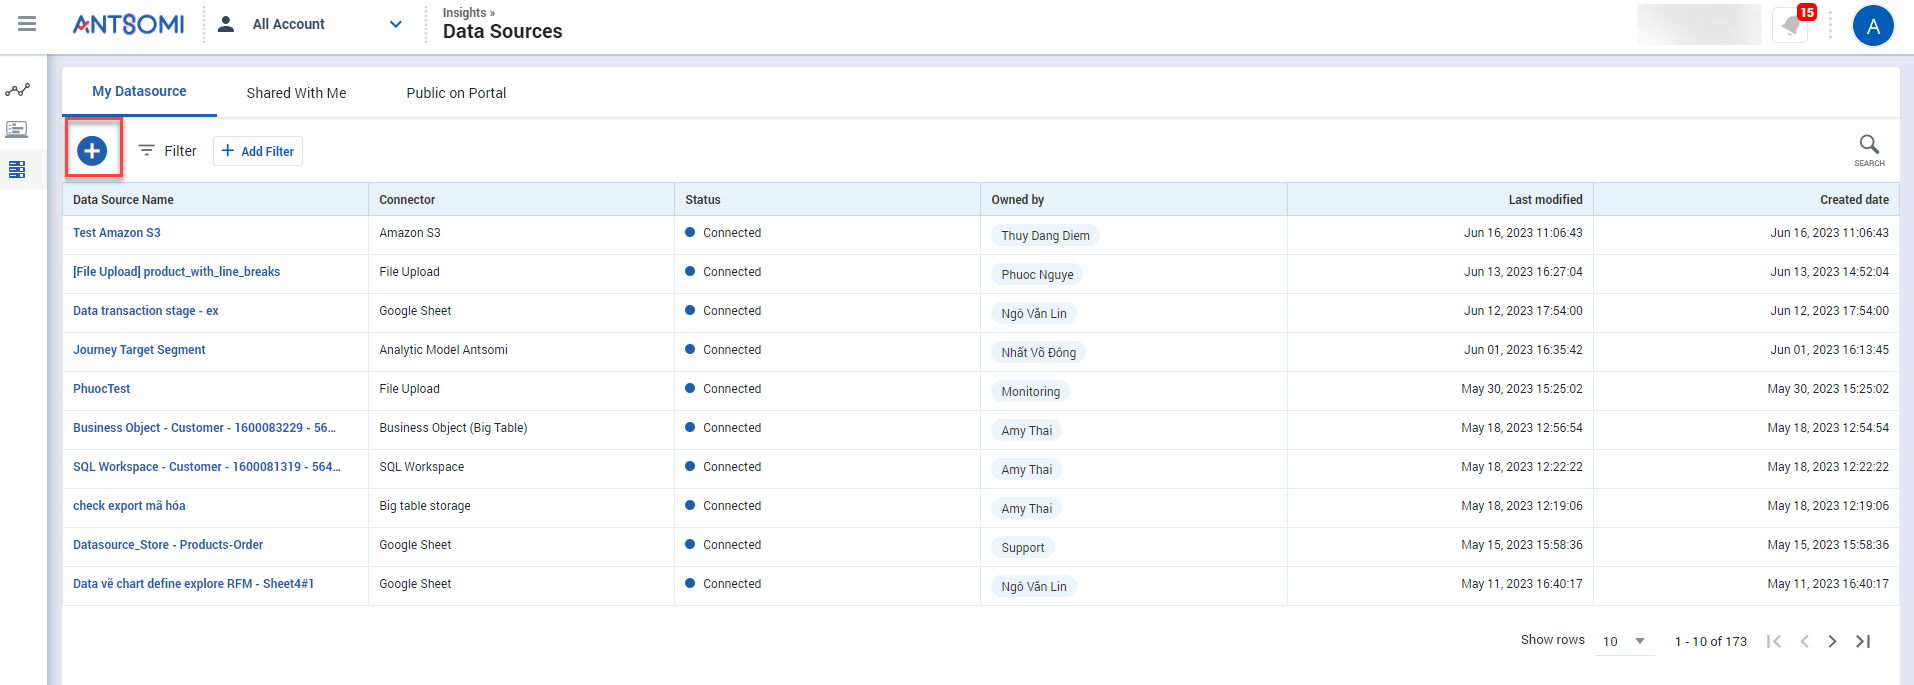 ANTSOMI
All Account
Insights »
Data Sources
15
A
My Datasource
Shared With Me
Public on Portal
Filter
Add Filter
SEARCH
Data Source Name Connector Status Owned by Last modified Created date
Test Amazon S3 Amazon S3 Connected Thuy Dang Diem Jun 16, 2023 11:06:43 Jun 16, 2023 11:06:43
[File Upload] product_with_line_breaks File Upload Connected Phuoc Nguye Jun 13, 2023 16:27:04 Jun 13, 2023 14:52:04
Data transaction stage - ex Google Sheet Connected Ngô Văn Lin Jun 12, 2023 17:54:00 Jun 12, 2023 17:54:00
Journey Target Segment Analytic Model Antsomi Connected Nhất Võ Đông Jun 01, 2023 16:35:42 Jun 01, 2023 16:13:45
PhuocTest File Upload Connected Monitoring May 30, 2023 15:25:02 May 30, 2023 15:25:02
Business Object - Customer - 1600083229 - 56... Business Object (Big Table) Connected Amy Thai May 18, 2023 12:56:54 May 18, 2023 12:54:54
SQL Workspace - Customer - 1600081319 - 564... SQL Workspace Connected Amy Thai May 18, 2023 12:22:22 May 18, 2023 12:22:22
check export mã hóa Big table storage Connected Amy Thai May 18, 2023 12:19:06 May 18, 2023 12:19:06
Datasource_Store - Products-Order Google Sheet Connected Support May 15, 2023 15:58:36 May 15, 2023 15:58:36
Data vẽ chart define explore RFM - Sheet4#1 Google Sheet Connected Ngô Văn Lin May 11, 2023 16:40:17 May 11, 2023 16:40:17
Show rows 10 1 - 10 of 173